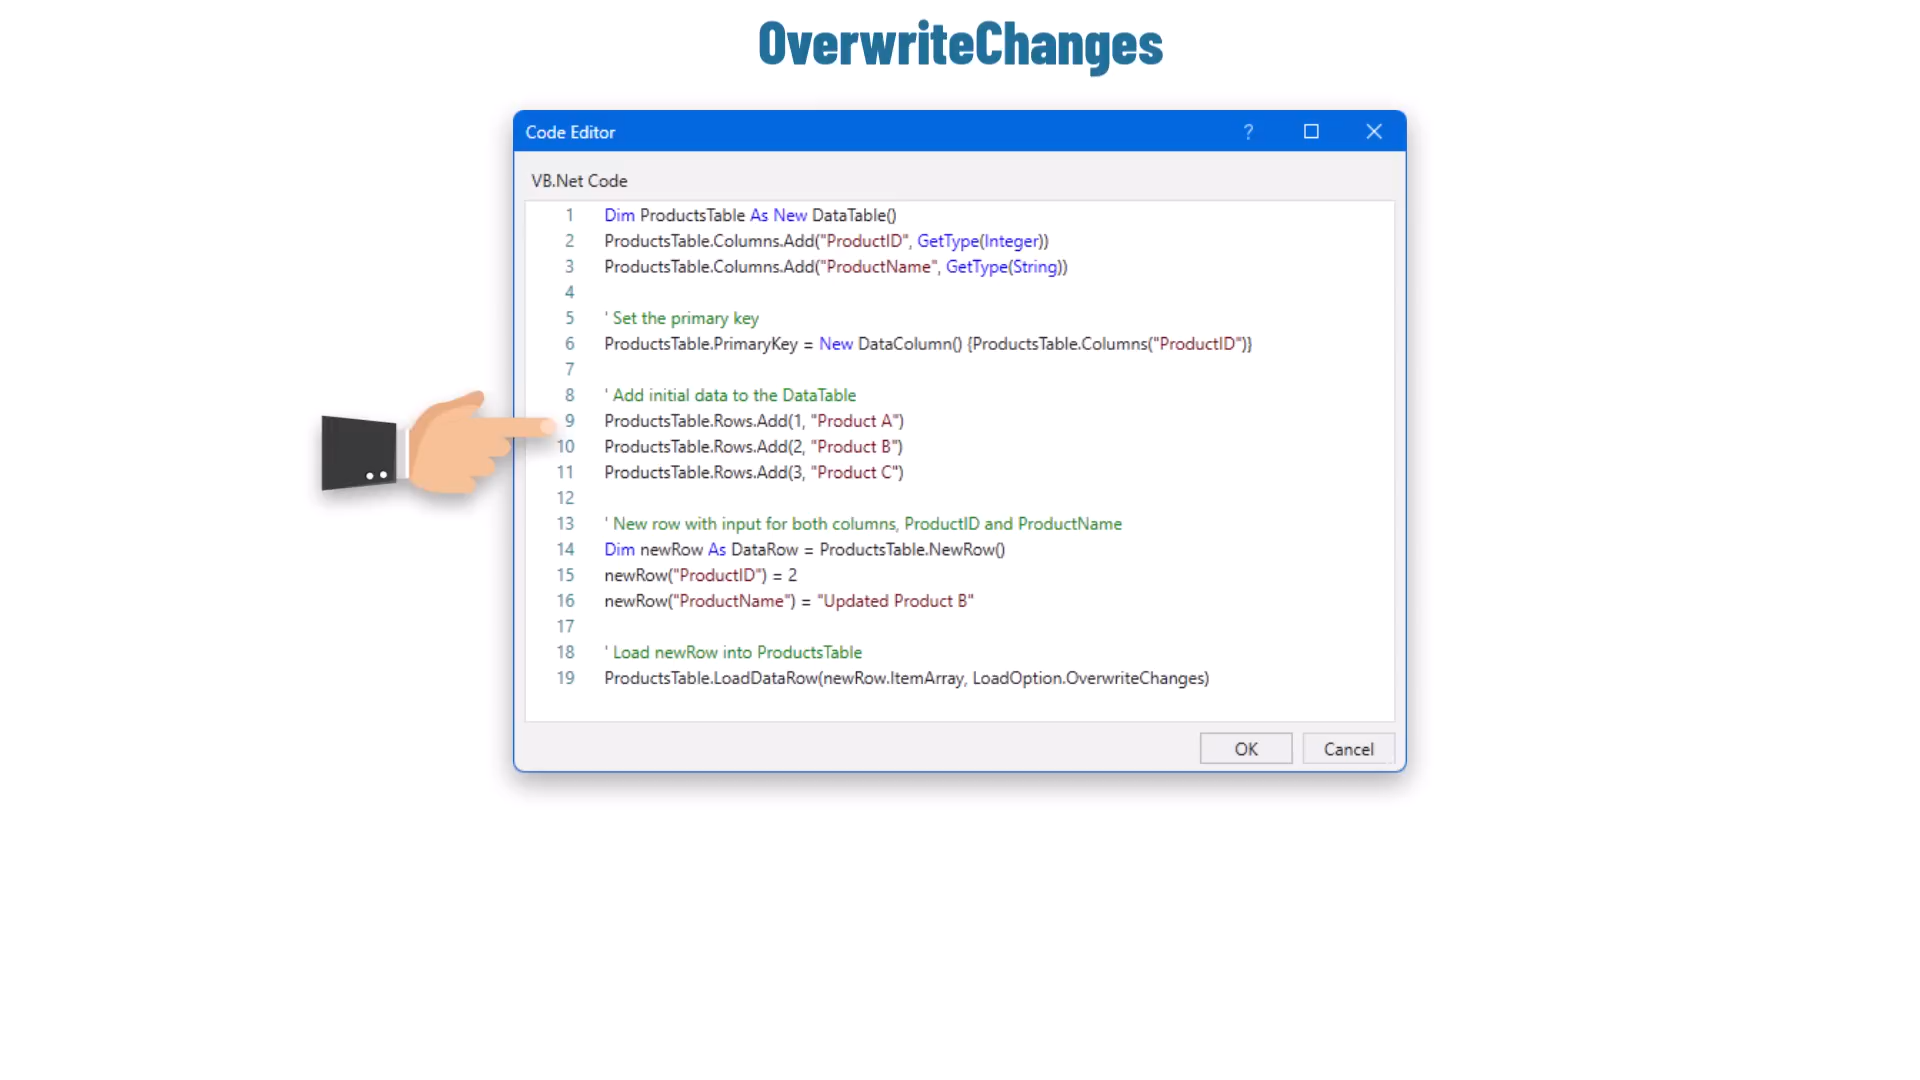 OverwriteChanges
Code Editor
?
VB.Net Code
1 Dim ProductsTable As New DataTable()
2 ProductsTable.Columns.Add("ProductID", GetType(Integer))
3 ProductsTable.Columns.Add("ProductName", GetType(String))
4
5 ' Set the primary key
6 ProductsTable.PrimaryKey = New DataColumn() {ProductsTable.Columns("ProductID")}
7
8 ' Add initial data to the DataTable
9 ProductsTable.Rows.Add(1, "Product A")
10 ProductsTable.Rows.Add(2, "Product B")
11 ProductsTable.Rows.Add(3, "Product C")
12
13 ' New row with input for both columns, ProductID and ProductName
14 Dim newRow As DataRow = ProductsTable.NewRow()
15 newRow("ProductID") = 2
16 newRow("ProductName") = "Updated Product B"
17
18 ' Load newRow into ProductsTable
19 ProductsTable.LoadDataRow(newRow.ItemArray, LoadOption.OverwriteChanges)
OK Cancel